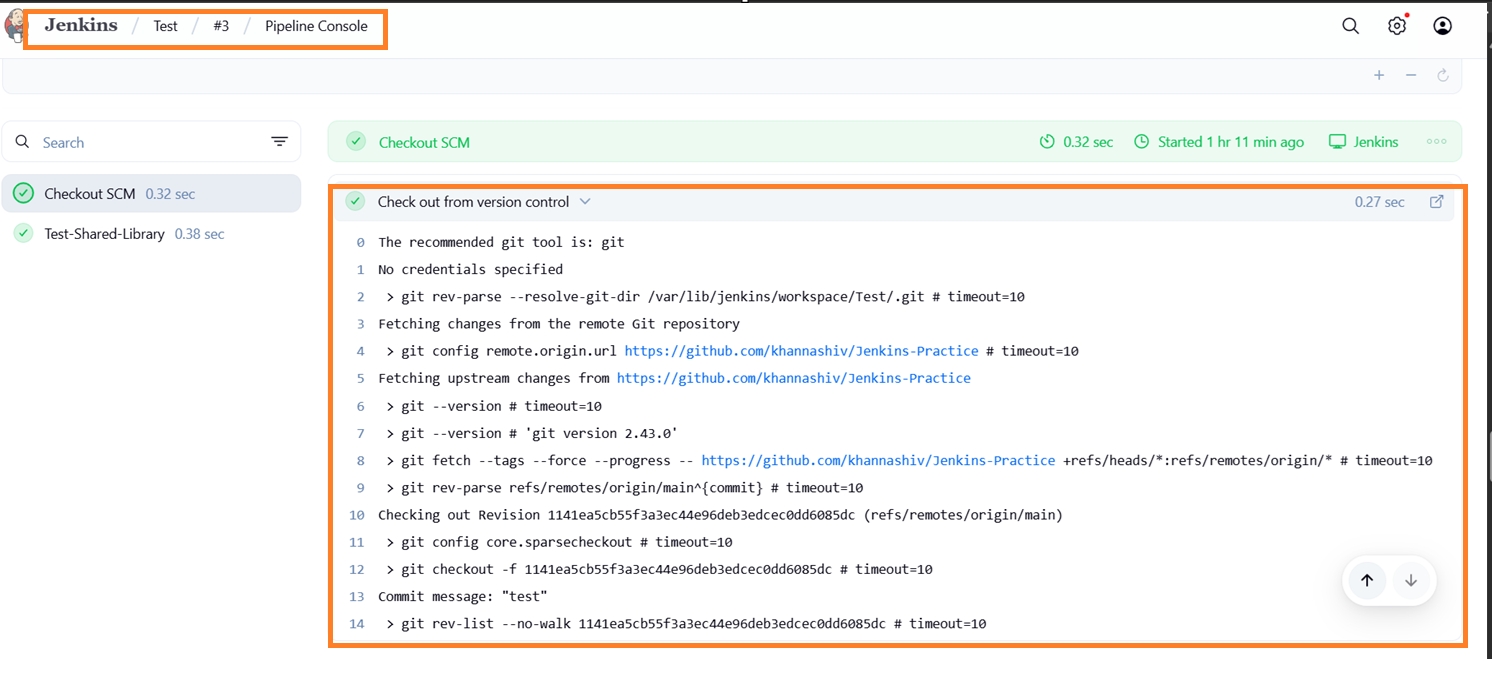 Jenkins / Test / #3 / Pipeline Console
Search
Checkout SCM 0.32 sec
Test-Shared-Library 0.38 sec
Checkout SCM 0.32 sec Started 1 hr 11 min ago Jenkins
Check out from version control 0.27 sec
0 The recommended git tool is: git
1 No credentials specified
2 > git rev-parse --resolve-git-dir /var/lib/jenkins/workspace/Test/.git # timeout=10
3 Fetching changes from the remote Git repository
4 > git config remote.origin.url https://github.com/khannashiv/Jenkins-Practice # timeout=10
5 Fetching upstream changes from https://github.com/khannashiv/Jenkins-Practice
6 > git --version # timeout=10
7 > git --version # 'git version 2.43.0'
8 > git fetch --tags --force --progress -- https://github.com/khannashiv/Jenkins-Practice +refs/heads/*:refs/remotes/origin/* # timeout=10
9 > git rev-parse refs/remotes/origin/main^{commit} # timeout=10
10 Checking out Revision 1141ea5cb55f3a3ec44e96deb3edcec0dd6085dc (refs/remotes/origin/main)
11 > git config core.sparsecheckout # timeout=10
12 > git checkout -f 1141ea5cb55f3a3ec44e96deb3edcec0dd6085dc # timeout=10
13 Commit message: "test"
14 > git rev-list --no-walk 1141ea5cb55f3a3ec44e96deb3edcec0dd6085dc # timeout=10